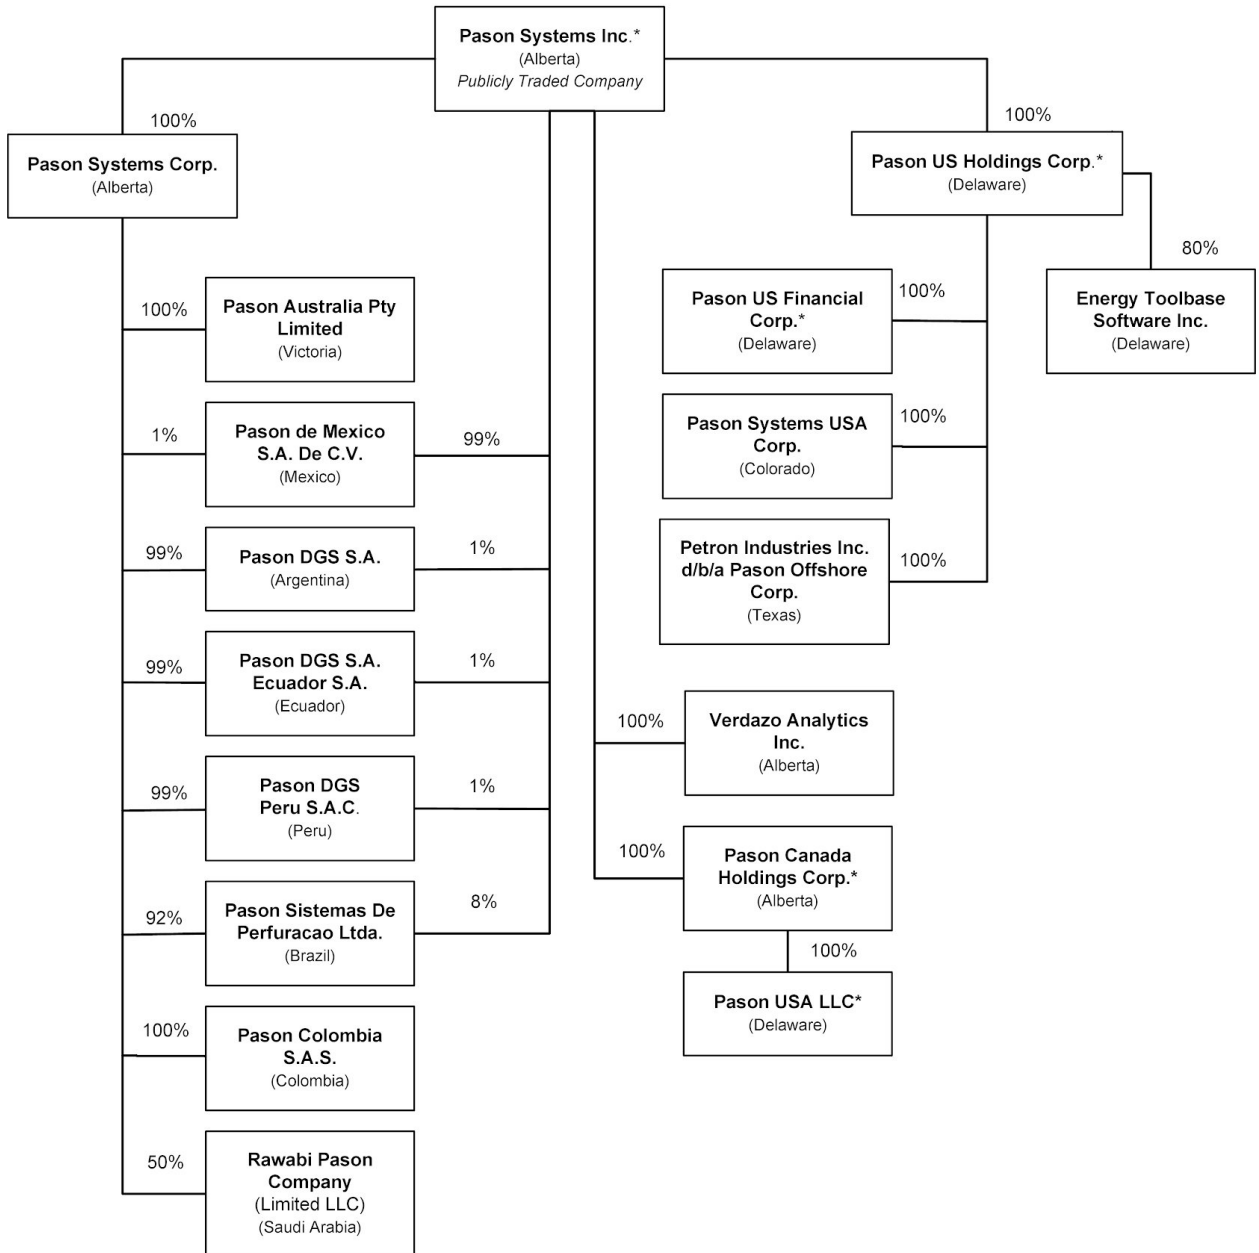 Pason Systems Inc.*
(Alberta)
Publicly Traded Company
100%
Pason Systems Corp.
(Alberta)
100%
Pason US Holdings Corp.*
(Delaware)
80%
Energy Toolbase
Software Inc.
(Delaware)
100%
Pason Australia Pty
Limited
(Victoria)
1%
Pason de Mexico
S.A. De C.V.
(Mexico)
99%
99%
Pason DGS S.A.
(Argentina)
1%
99%
Pason DGS S.A.
Ecuador S.A.
(Ecuador)
1%
99%
Pason DGS
Peru S.A.C.
(Peru)
1%
92%
Pason Sistemas De
Perfuracao Ltda.
(Brazil)
8%
100%
Pason Colombia
S.A.S.
(Colombia)
50%
Rawabi Pason
Company
(Limited LLC)
(Saudi Arabia)
Pason US Financial
Corp.*
(Delaware)
100%
Pason Systems USA
Corp.
(Colorado)
100%
Petron Industries Inc.
d/b/a Pason Offshore
Corp.
(Texas)
100%
100%
Verdazo Analytics
Inc.
(Alberta)
100%
Pason Canada
Holdings Corp.*
(Alberta)
100%
Pason USA LLC*
(Delaware)